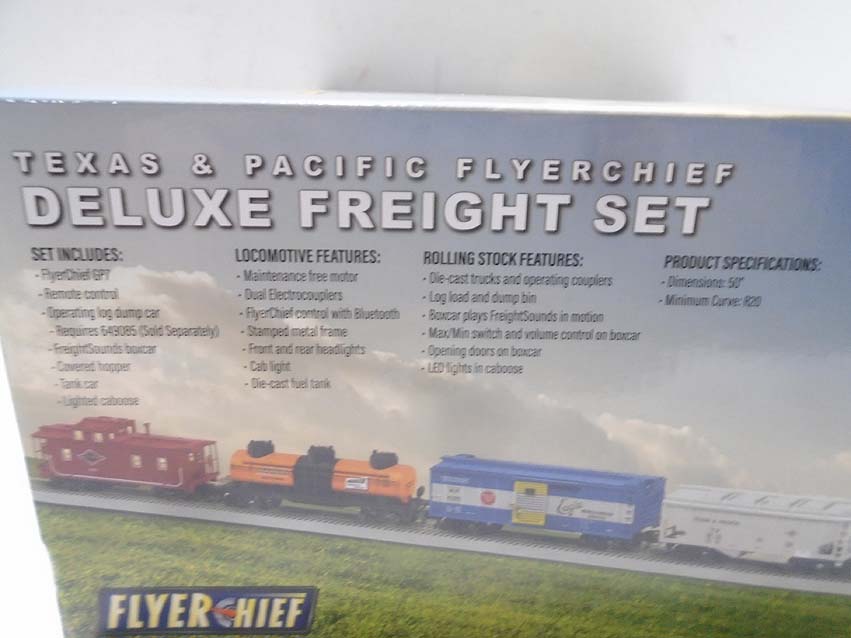 TEXAS & PACIFIC FLYERCHIEF
DELUXE FREIGHT SET
SET INCLUDES:
- FlyerChief GP7
- Remote control
- Operating log dump car
- Requires 649085 (Sold Separately)
- FreightSounds boxcar
- Covered hopper
- Tank car
- Lighted caboose
LOCOMOTIVE FEATURES:
- Maintenance free motor
- Dual Electrocouplers
- FlyerChief control with Bluetooth
- Stamped metal frame
- Front and rear headlights
- Cab light
- Die-cast fuel tank
ROLLING STOCK FEATURES:
- Die-cast trucks and operating couplers
- Log load and dump bin
- Boxcar plays FreightSounds in motion
- Max/Min switch and volume control on boxcar
- Opening doors on boxcar
- LED lights in caboose
PRODUCT SPECIFICATIONS:
- Dimensions: 50"
- Minimum Curve: R20
FLYERCHIEF